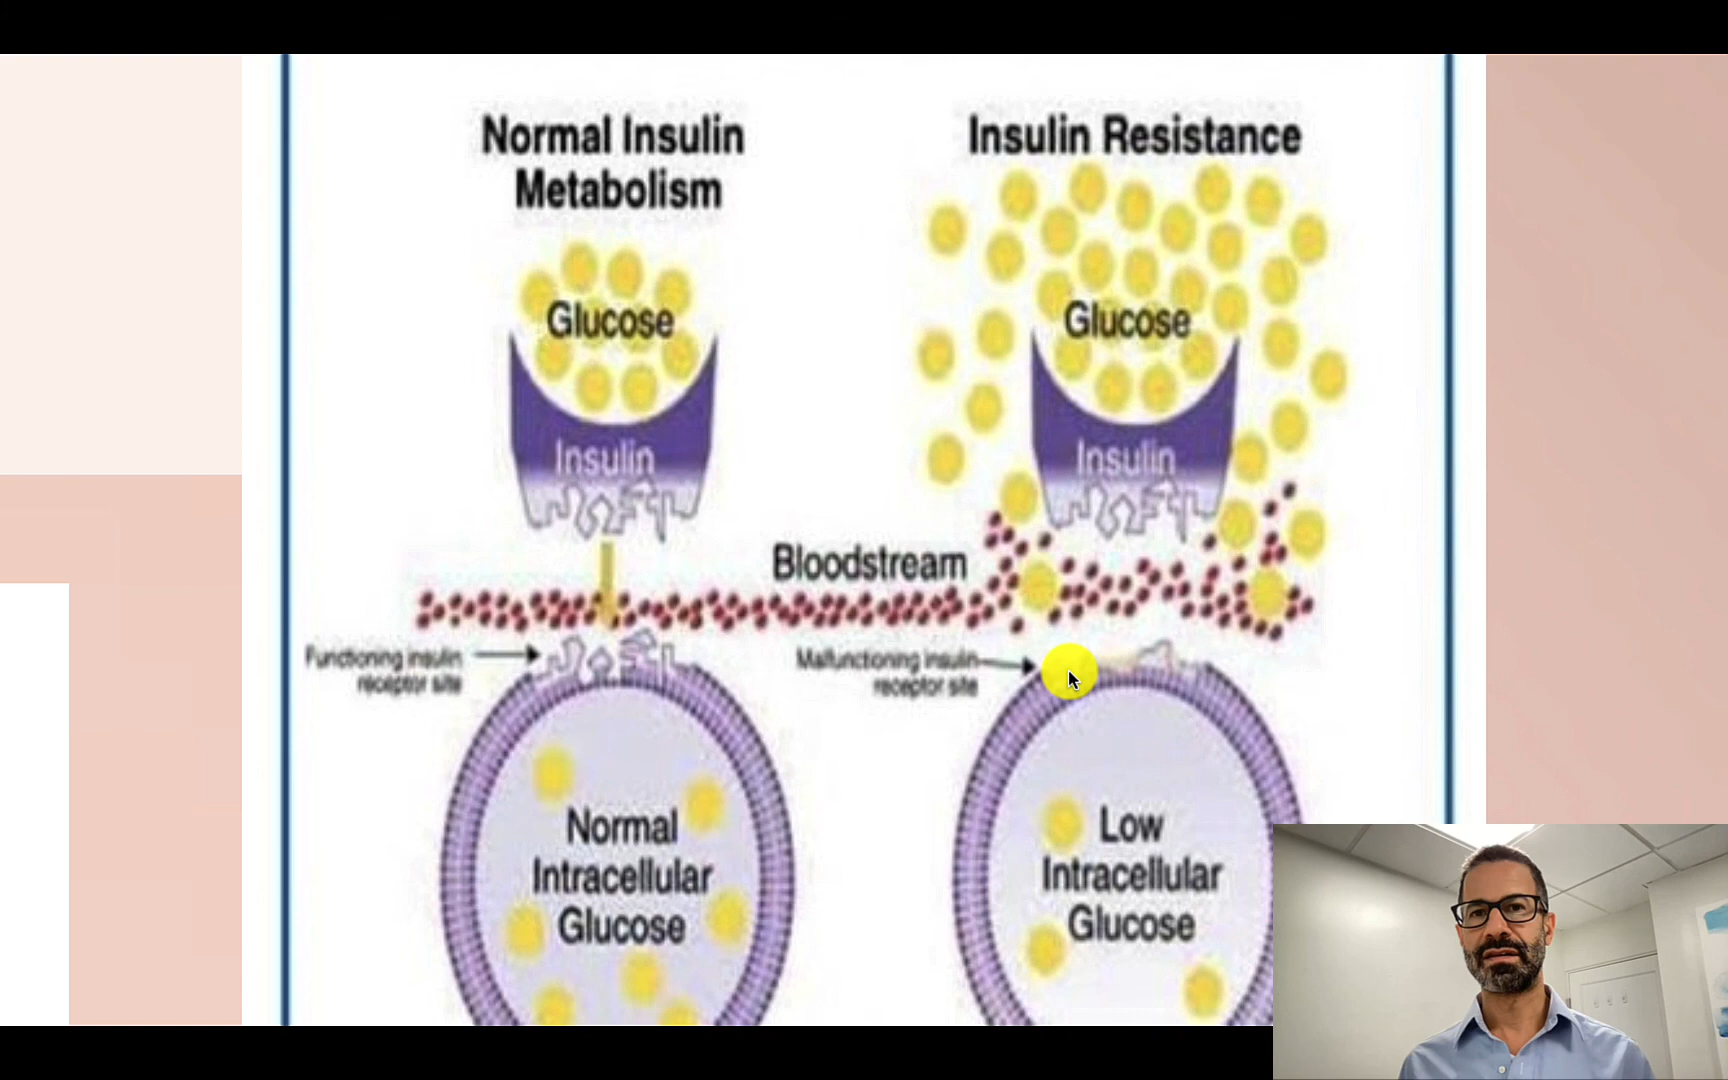 Normal Insulin
Metabolism
Glucose
Insulin
Insulin Resistance
Glucose
Insulin
Bloodstream
Functioning insulin
receptor site
Malfunctioning insulin
receptor site
Normal
Intracellular
Glucose
Low
Intracellular
Glucose